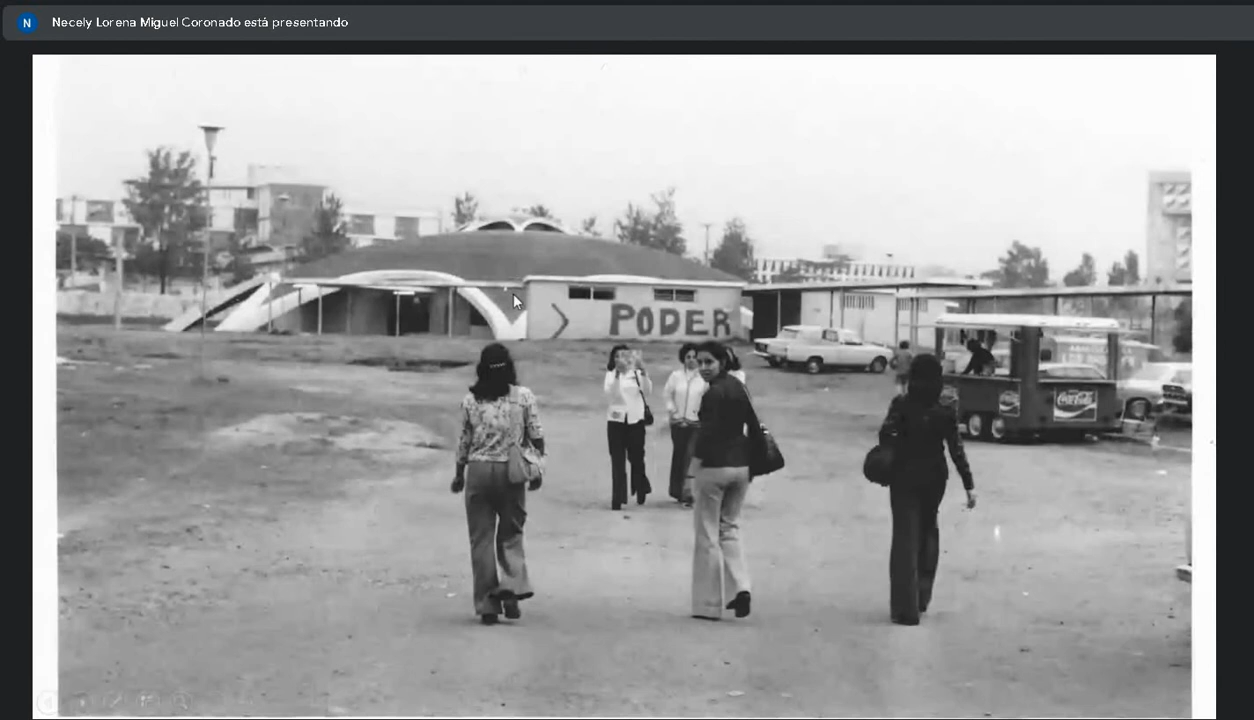 N
Necely Lorena Miguel Coronado está presentando
PODER
Coca-Cola